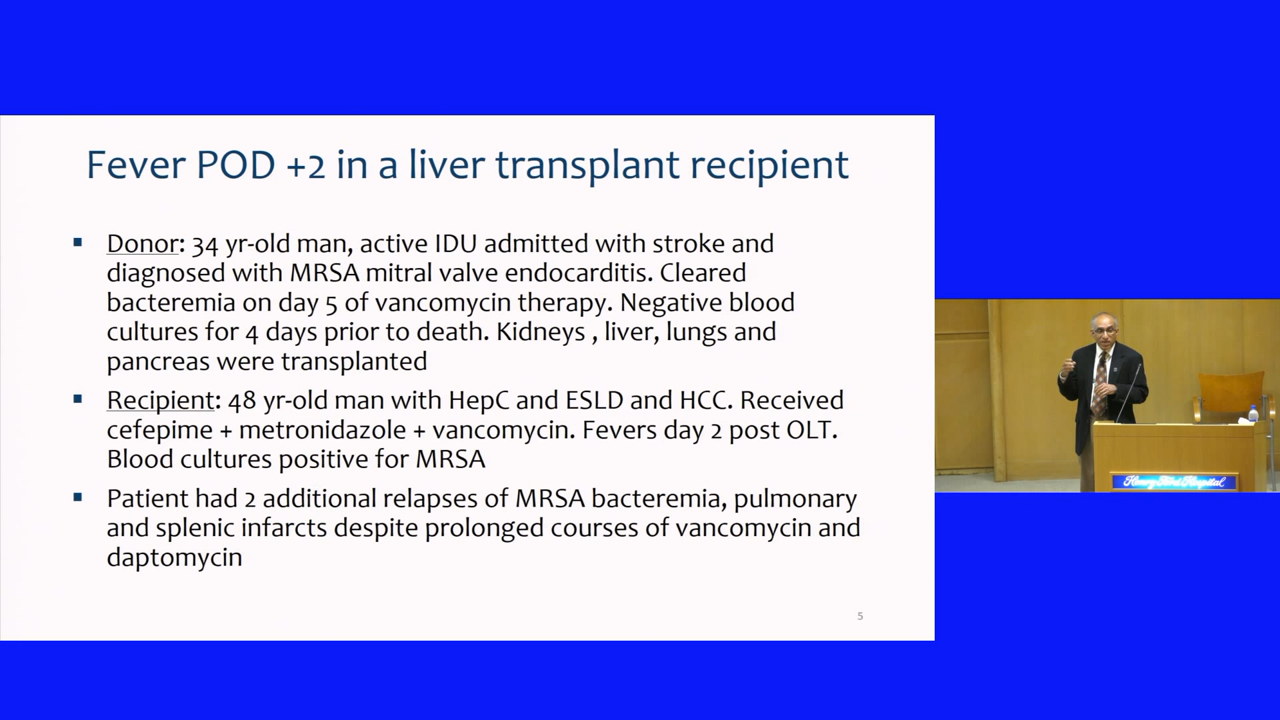 Fever POD +2 in a liver transplant recipient
Donor: 34 yr-old man, active IDU admitted with stroke and
diagnosed with MRSA mitral valve endocarditis. Cleared
bacteremia on day 5 of vancomycin therapy. Negative blood
cultures for 4 days prior to death. Kidneys , liver, lungs and
pancreas were transplanted
Recipient: 48 yr-old man with HepC and ESLD and HCC. Received
cefepime + metronidazole + vancomycin. Fevers day 2 post OLT.
Blood cultures positive for MRSA
Patient had 2 additional relapses of MRSA bacteremia, pulmonary
and splenic infarcts despite prolonged courses of vancomycin and
daptomycin
5
Henry Ford Hospital